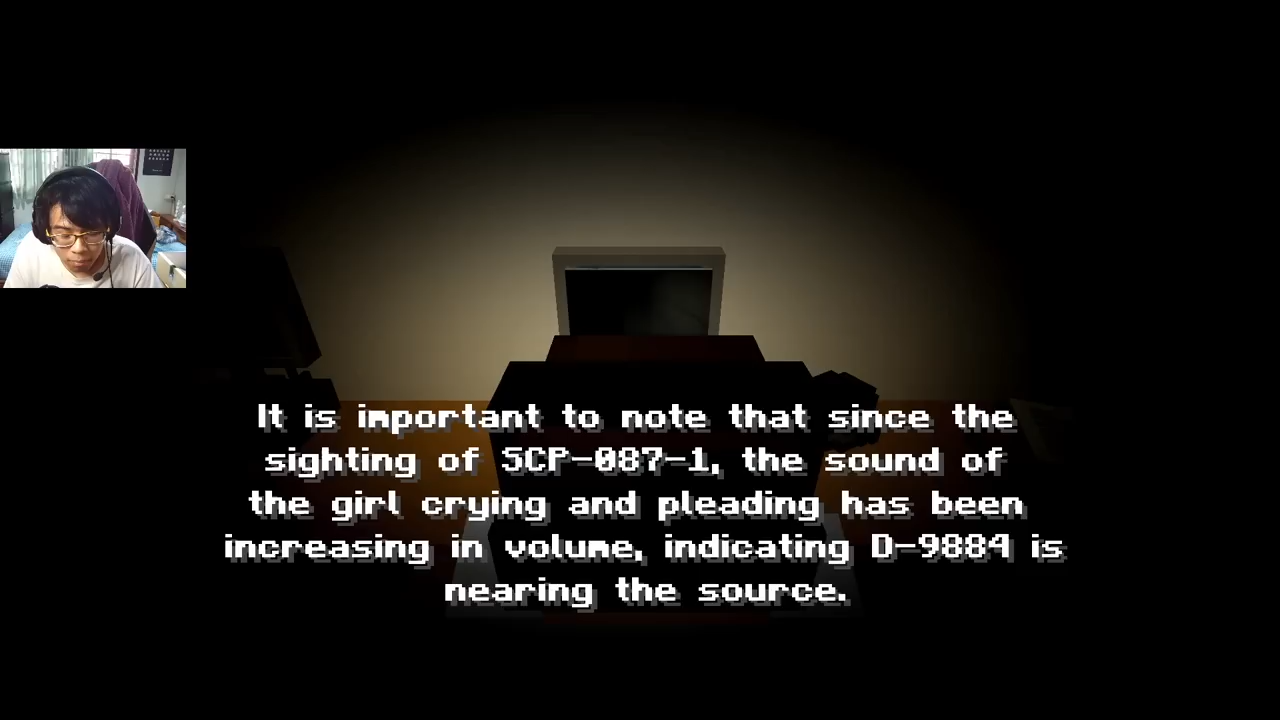 It is important to note that since the
sighting of SCP-087-1, the sound of
the girl crying and pleading has been
increasing in volume, indicating D-9884 is
nearing the source.